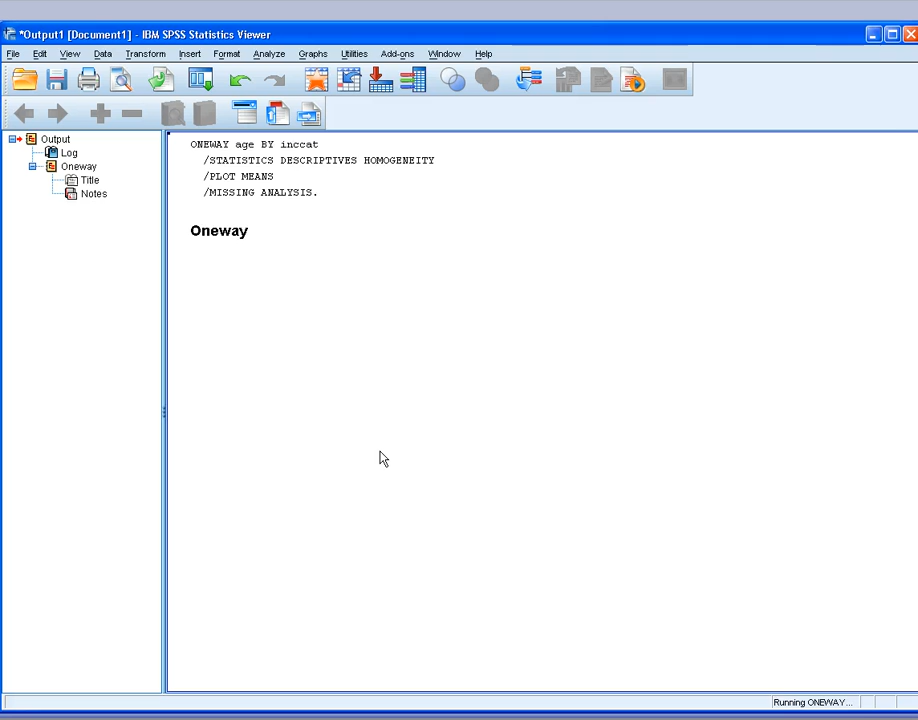 *Output1 [Document1] - IBM SPSS Statistics Viewer
File Edit View Data Transform Insert Format Analyze Graphs Utilities Add-ons Window Help
Output
Log
Oneway
Title
Notes
ONEWAY age BY inccat
/STATISTICS DESCRIPTIVES HOMOGENEITY
/PLOT MEANS
/MISSING ANALYSIS.
Oneway
Running ONEWAY...